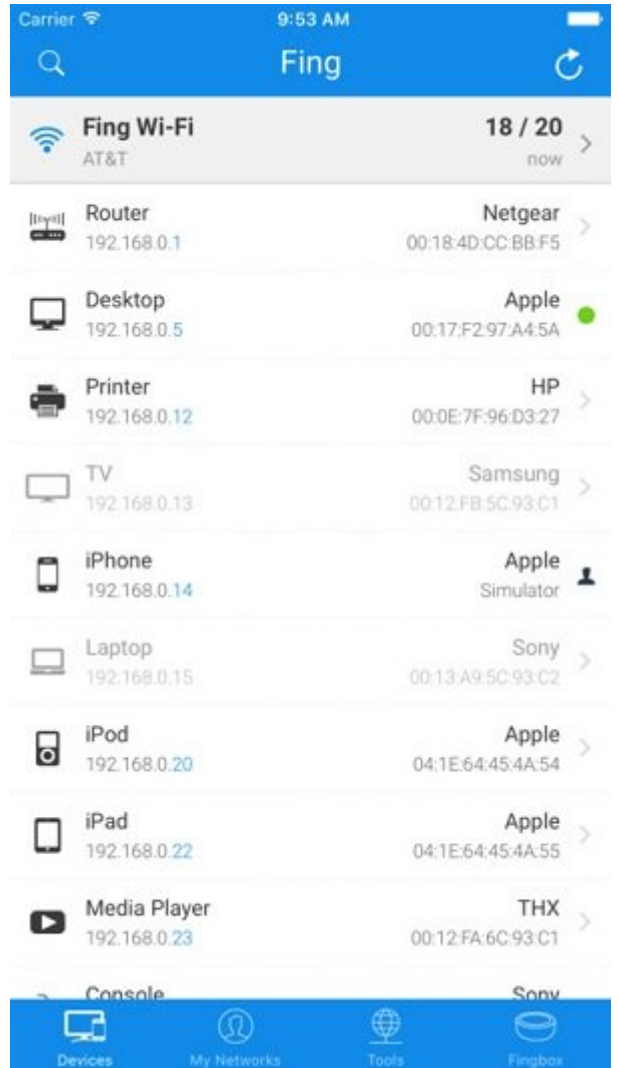 Carrier 9:53 AM
Fing
Fing Wi-Fi 18 / 20
AT&T now
Router Netgear
192.168.0.1 00:18:4D:CC:BB:F5
Desktop Apple
192.168.0.5 00:17:F2:97:A4:5A
Printer HP
192.168.0.12 00:0E:7F:96:D3:27
TV Samsung
192.168.0.13 00:12:FB:5C:93:C1
iPhone Apple
192.168.0.14 Simulator
Laptop Sony
192.168.0.15 00:13:A9:5C:93:C2
iPod Apple
192.168.0.20 04:1E:64:45:4A:54
iPad Apple
192.168.0.22 04:1E:64:45:4A:55
Media Player THX
192.168.0.23 00:12:FA:6C:93:C1
Console Sony
Devices My Networks Tools Fingbox